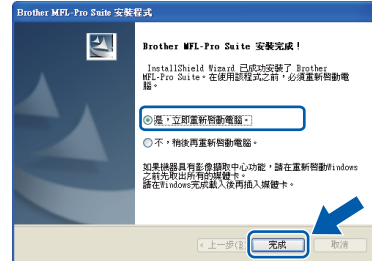 Brother MFL-Pro Suite 安裝程式
Brother MFL-Pro Suite 安裝完成！
InstallShield Wizard 已成功安裝了 Brother
MFL-Pro Suite。在使用該程式之前，必須重新啟動電
腦。
是，立即重新啟動電腦。
不，稍後再重新啟動電腦。
如果機器具有影像擷取中心功能，請在重新啟動Windows
之前先取出所有的媒體卡。
請在Windows完成載入後再插入媒體卡。
< 上一步(B) 完成 取消